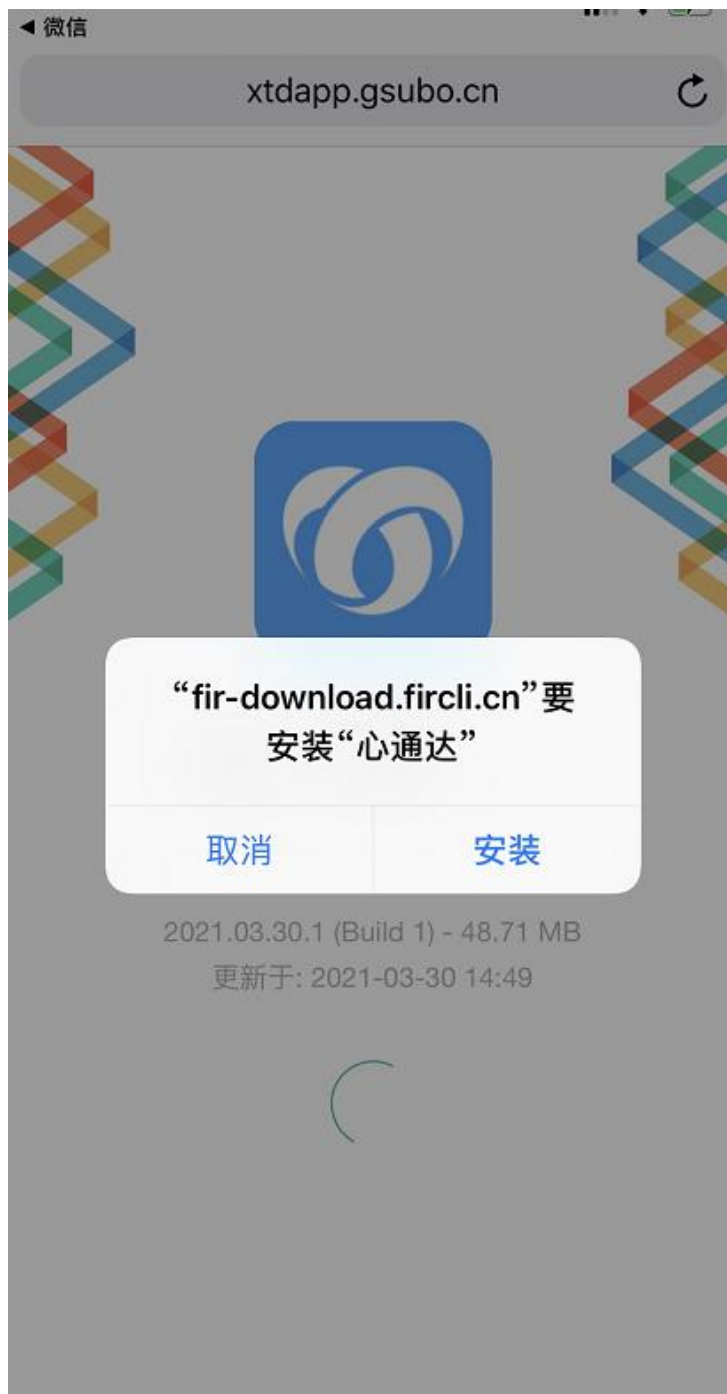 ◀ 微信
xtdapp.gsubo.cn
“fir-download.fircli.cn”要
安装“心通达”
取消
安装
2021.03.30.1 (Build 1) - 48.71 MB
更新于: 2021-03-30 14:49